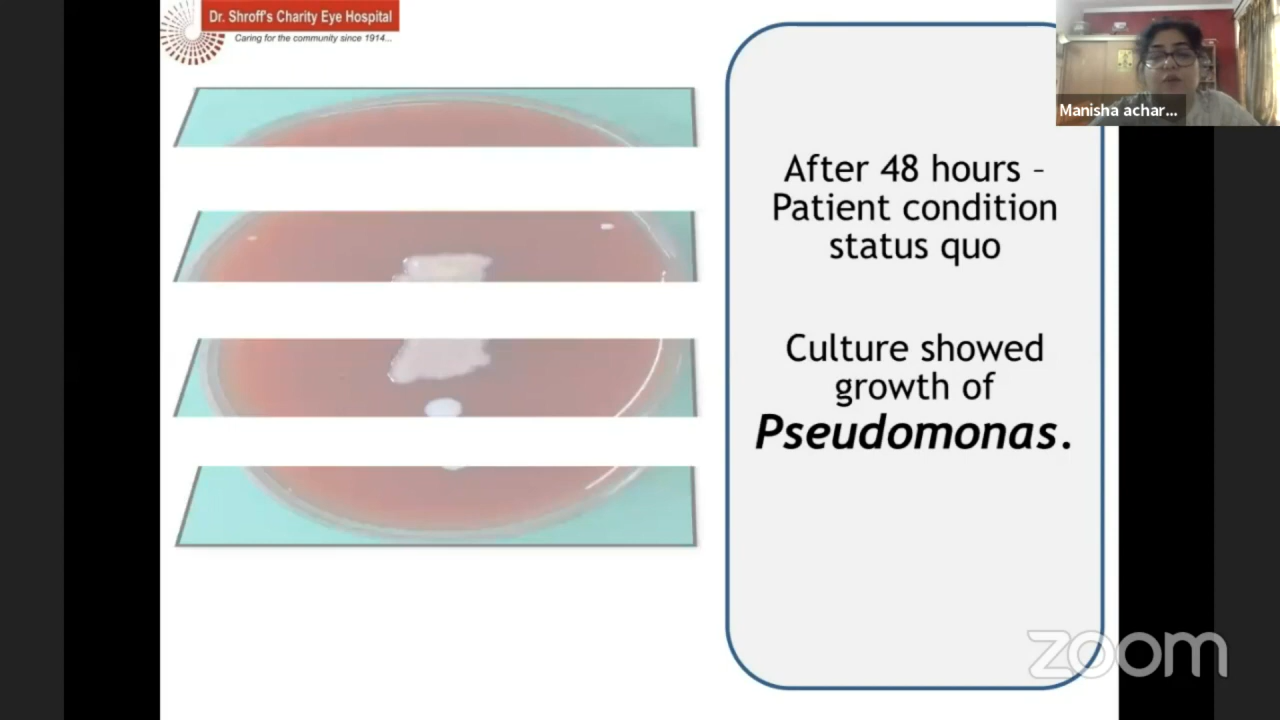 Dr. Shroff's Charity Eye Hospital
Caring for the community since 1914...
Manisha achar...
After 48 hours –
Patient condition
status quo
Culture showed
growth of
Pseudomonas.
zoom